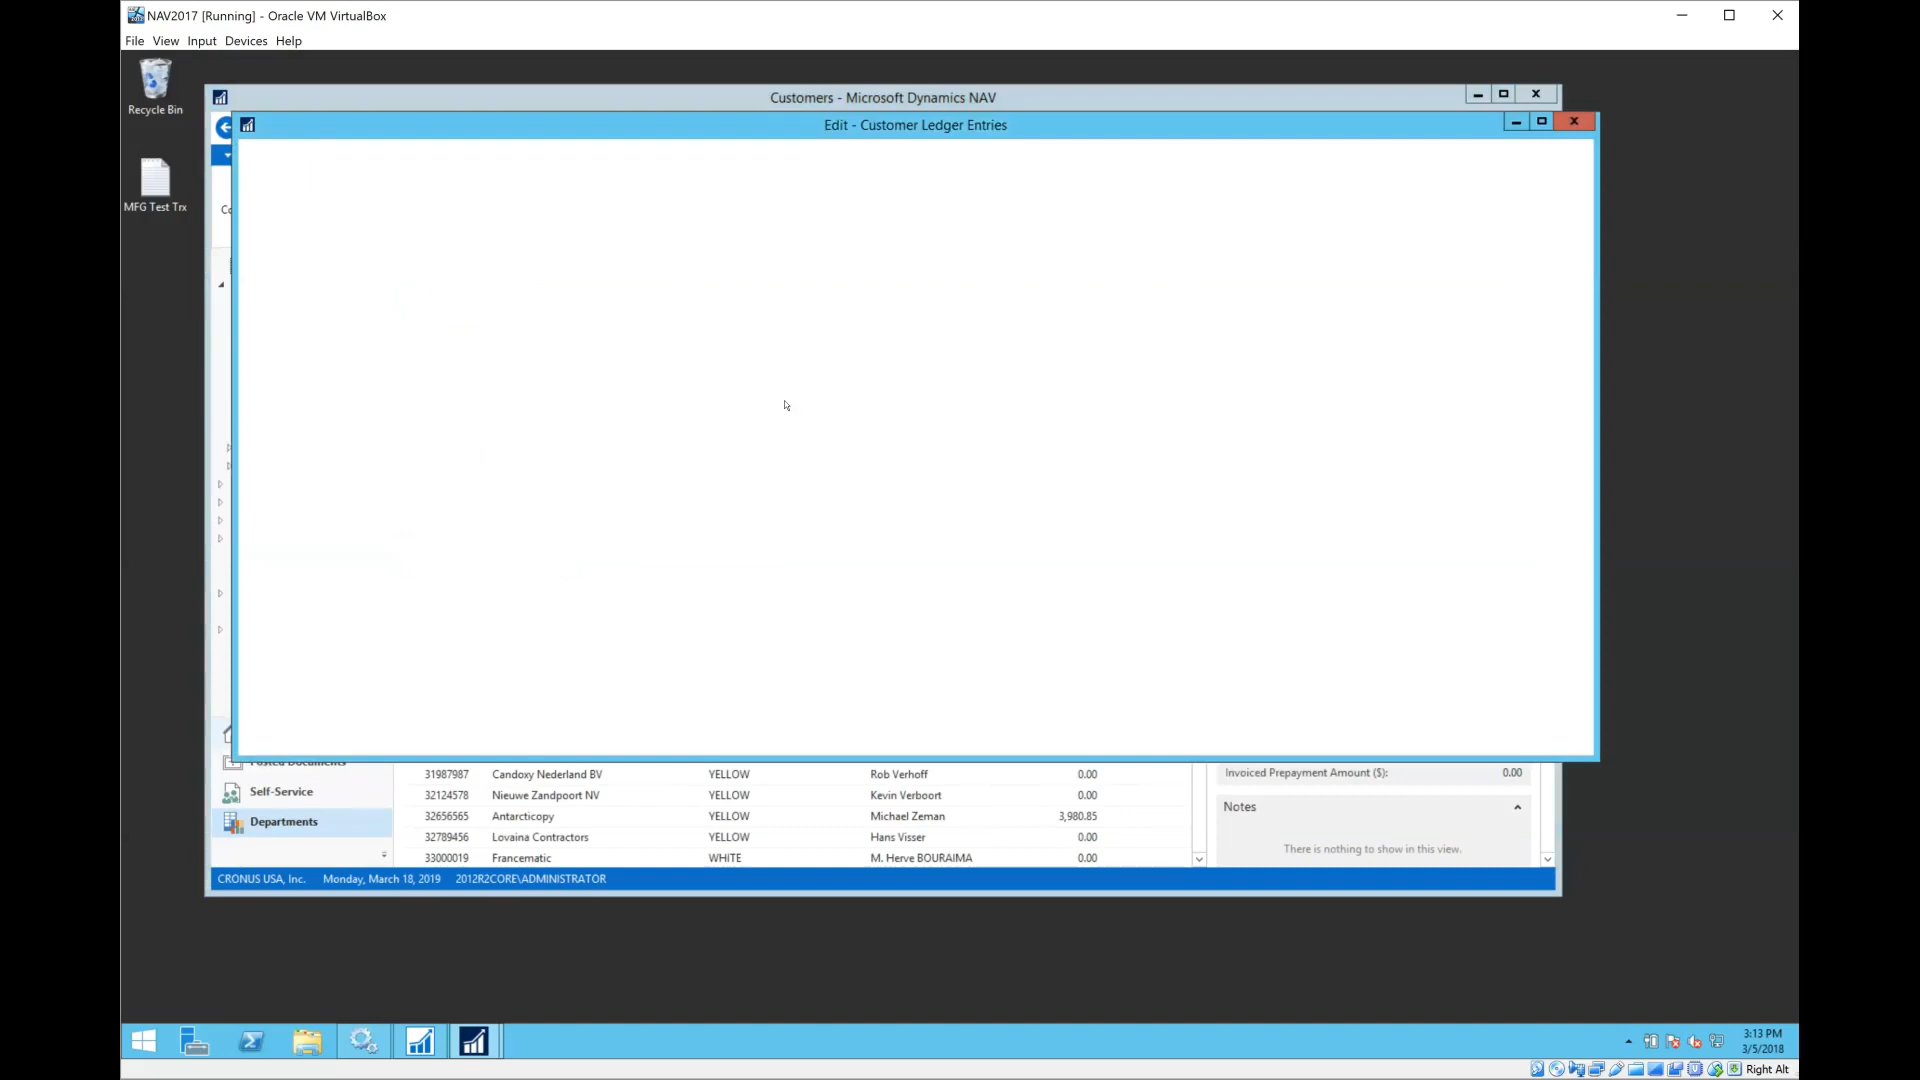 NAV2017 [Running] - Oracle VM VirtualBox
File View Input Devices Help
Recycle Bin
Customers - Microsoft Dynamics NAV
Edit - Customer Ledger Entries
MFG Test Trx
Posted Documents
31987987 Candoxy Nederland BV YELLOW Rob Verhoff 0.00
Invoiced Prepayment Amount ($): 0.00
Self-Service
32124578 Nieuwe Zandpoort NV YELLOW Kevin Verboort 0.00
Notes
Departments
32656565 Antarcticopy YELLOW Michael Zeman 3,980.85
32789456 Lovaina Contractors YELLOW Hans Visser 0.00
There is nothing to show in this view.
33000019 Francematic WHITE M. Herve BOURAIMA 0.00
CRONUS USA, Inc. Monday, March 18, 2019 2012R2CORE\ADMINISTRATOR
3:13 PM
3/5/2018
Right Alt